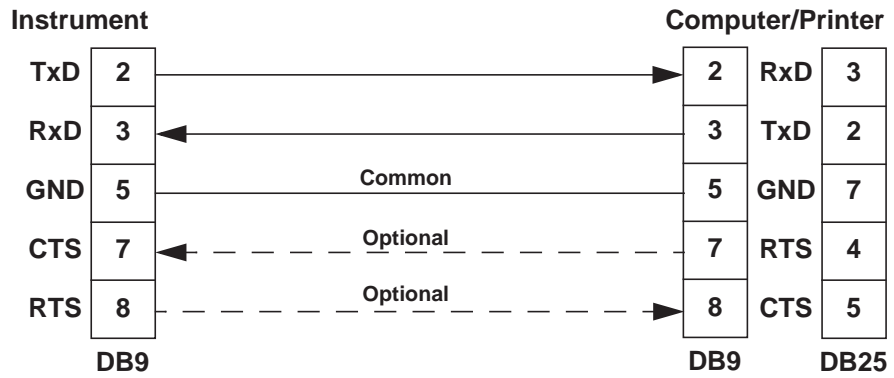 Instrument Computer/Printer
TxD 2 2 RxD 3
RxD 3 3 TxD 2
GND 5 Common 5 GND 7
CTS 7 Optional 7 RTS 4
RTS 8 Optional 8 CTS 5
DB9 DB9 DB25